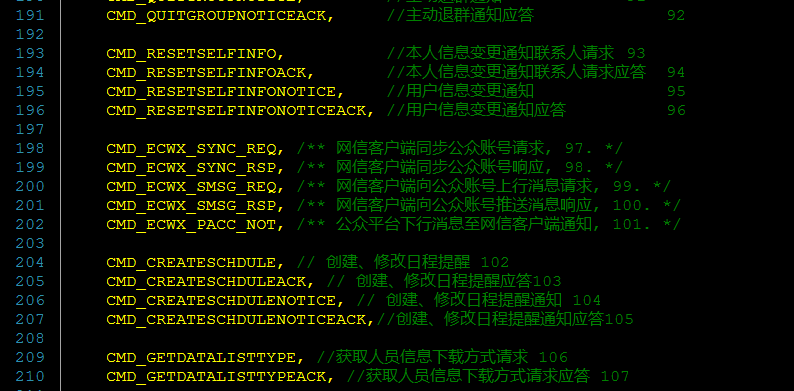 191 CMD_QUITGROUPNOTICEACK, //主动退群通知应答 92
192
193 CMD_RESETSELFINFO, //本人信息变更通知联系人请求 93
194 CMD_RESETSELFINFOACK, //本人信息变更通知联系人请求应答 94
195 CMD_RESETSELFINFONOTICE, //用户信息变更通知 95
196 CMD_RESETSELFINFONOTICEACK, //用户信息变更通知应答 96
197
198 CMD_ECWX_SYNC_REQ, /** 网信客户端同步公众账号请求, 97. */
199 CMD_ECWX_SYNC_RSP, /** 网信客户端同步公众账号响应, 98. */
200 CMD_ECWX_SMSG_REQ, /** 网信客户端向公众账号上行消息请求, 99. */
201 CMD_ECWX_SMSG_RSP, /** 网信客户端向公众账号推送消息响应, 100. */
202 CMD_ECWX_PACC_NOT, /** 公众平台下行消息至网信客户端通知, 101. */
203
204 CMD_CREATESCHDULE, // 创建、修改日程提醒 102
205 CMD_CREATESCHDULEACK, // 创建、修改日程提醒应答103
206 CMD_CREATESCHDULENOTICE, // 创建、修改日程提醒通知 104
207 CMD_CREATESCHDULENOTICEACK,//创建、修改日程提醒通知应答105
208
209 CMD_GETDATALISTTYPE, //获取人员信息下载方式请求 106
210 CMD_GETDATALISTTYPEACK, //获取人员信息下载方式请求应答 107